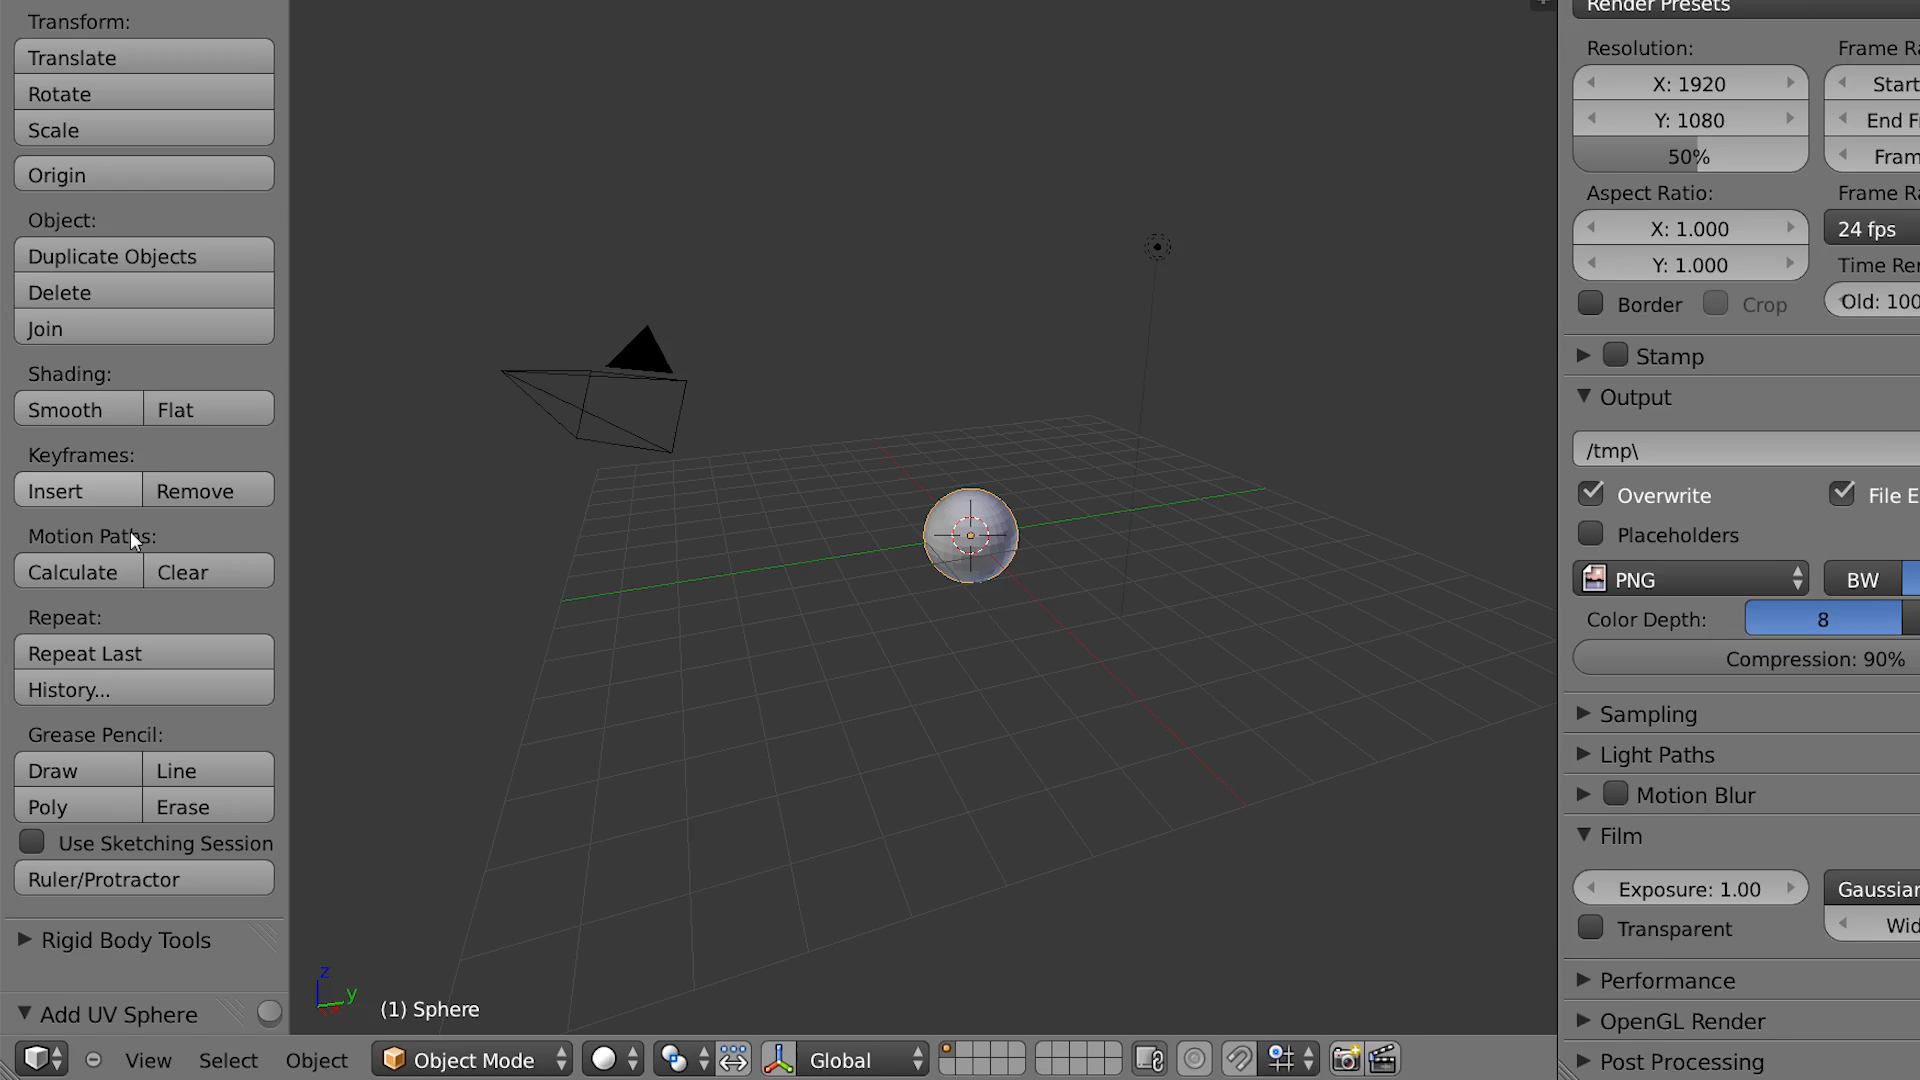 Transform:
Translate
Rotate
Scale
Origin
Object:
Duplicate Objects
Delete
Join
Shading:
Smooth Flat
Keyframes:
Insert Remove
Motion Paths:
Calculate Clear
Repeat:
Repeat Last
History...
Grease Pencil:
Draw Line
Poly Erase
Use Sketching Session
Ruler/Protractor
Rigid Body Tools
Add UV Sphere
z
y
(1) Sphere
View Select Object Object Mode Global
Render Presets
Resolution: Frame Ra
X: 1920 Start
Y: 1080 End F
50% Fram
Aspect Ratio: Frame Ra
X: 1.000 24 fps
Y: 1.000 Time Re
Border Crop Old: 100
Stamp
Output
/tmp\
Overwrite File E
Placeholders
PNG BW
Color Depth: 8
Compression: 90%
Sampling
Light Paths
Motion Blur
Film
Exposure: 1.00 Gaussian
Transparent Wid
Performance
OpenGL Render
Post Processing